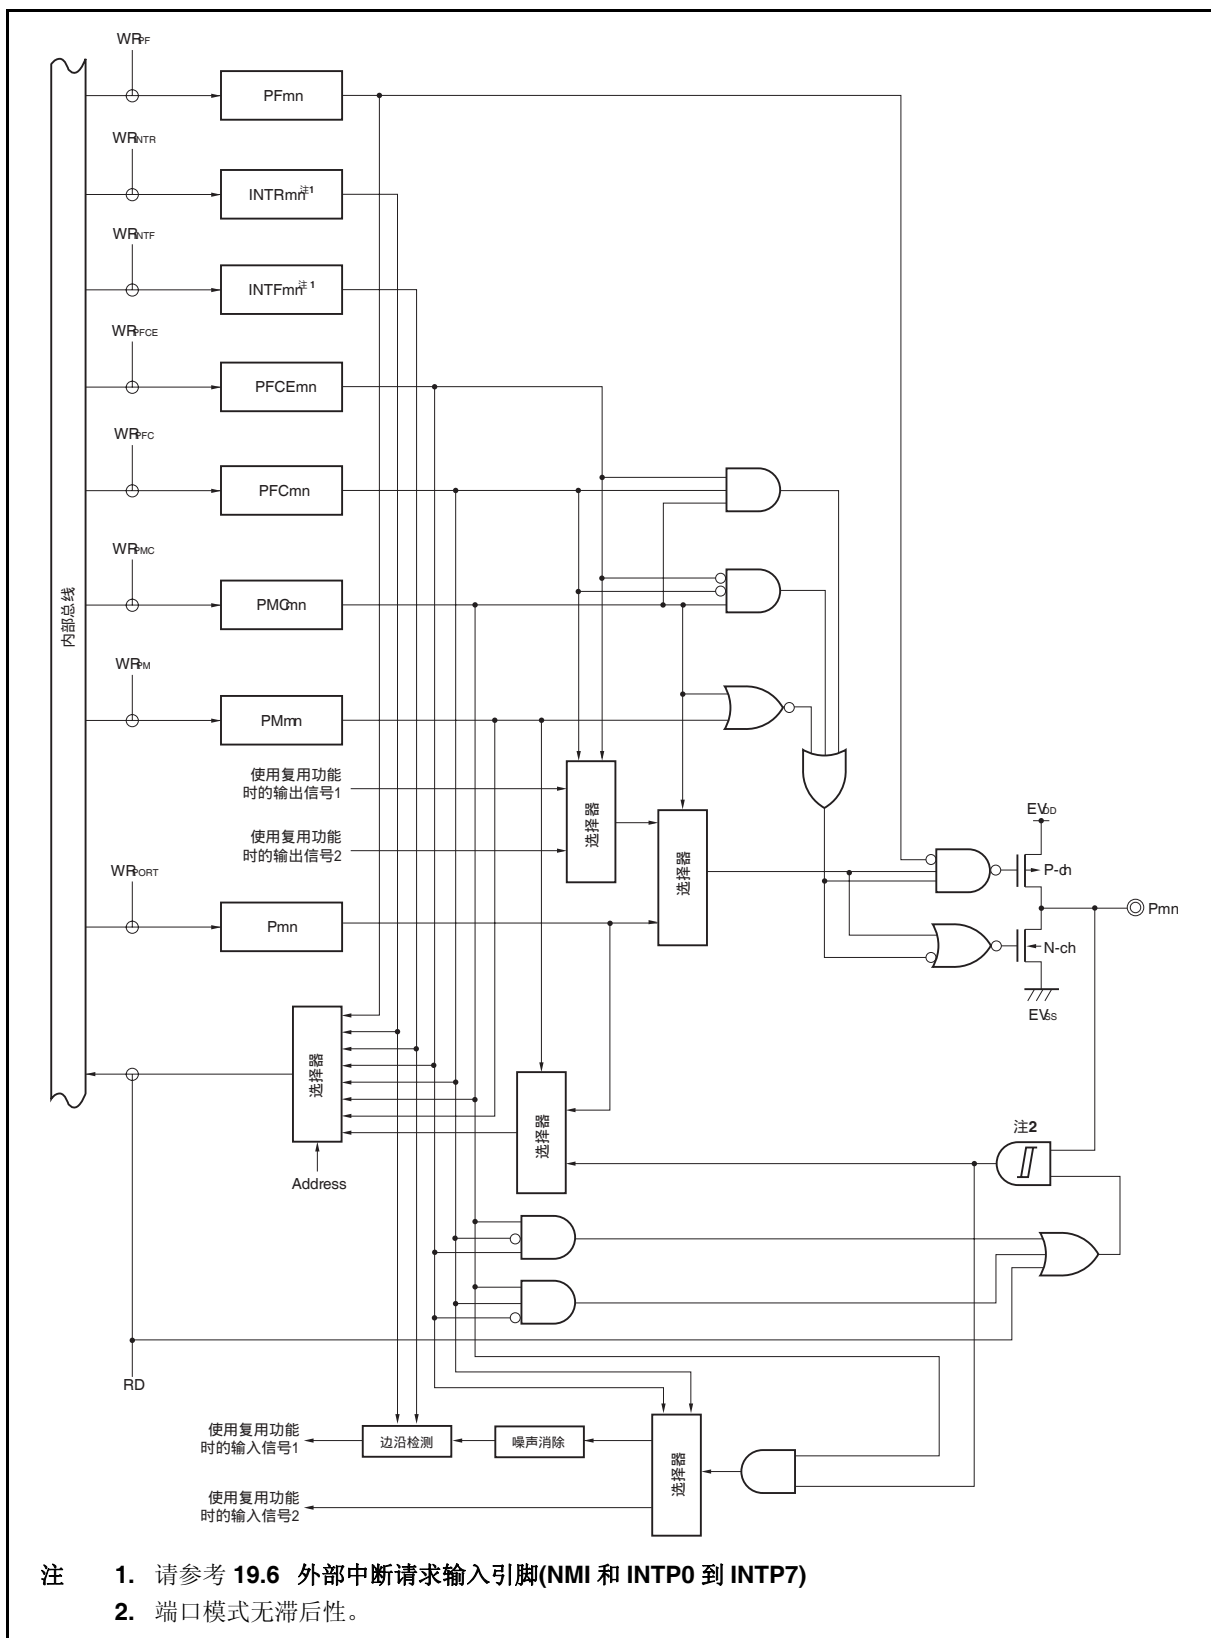 WRPF
PFmn
WRINTR
INTRmn注1
WRINTF
INTFmn注1
WRPFCE
PFCEmn
WRPFC
PFCmn
WRPMC
PMCmn
内部总线
WRPM
PMmn
使用复用功能
时的输出信号1
使用复用功能
时的输出信号2
选择器
选择器
EVDD
P-ch
WRPORT
Pmn
Pmn
N-ch
EVSS
选择器
选择器
注2
Address
RD
使用复用功能
时的输入信号1
边沿检测
噪声消除
选择器
使用复用功能
时的输入信号2
注 1. 请参考 19.6 外部中断请求输入引脚(NMI 和 INTP0 到 INTP7)
2. 端口模式无滞后性。